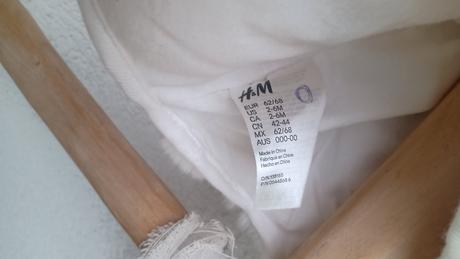 H&M
EUR 62/68
US 2-6M
CA 2-6M
CN 42-44
MX 62/68
AUS 000-00
Made in China
Fabriqué en Chine
Hecho en China